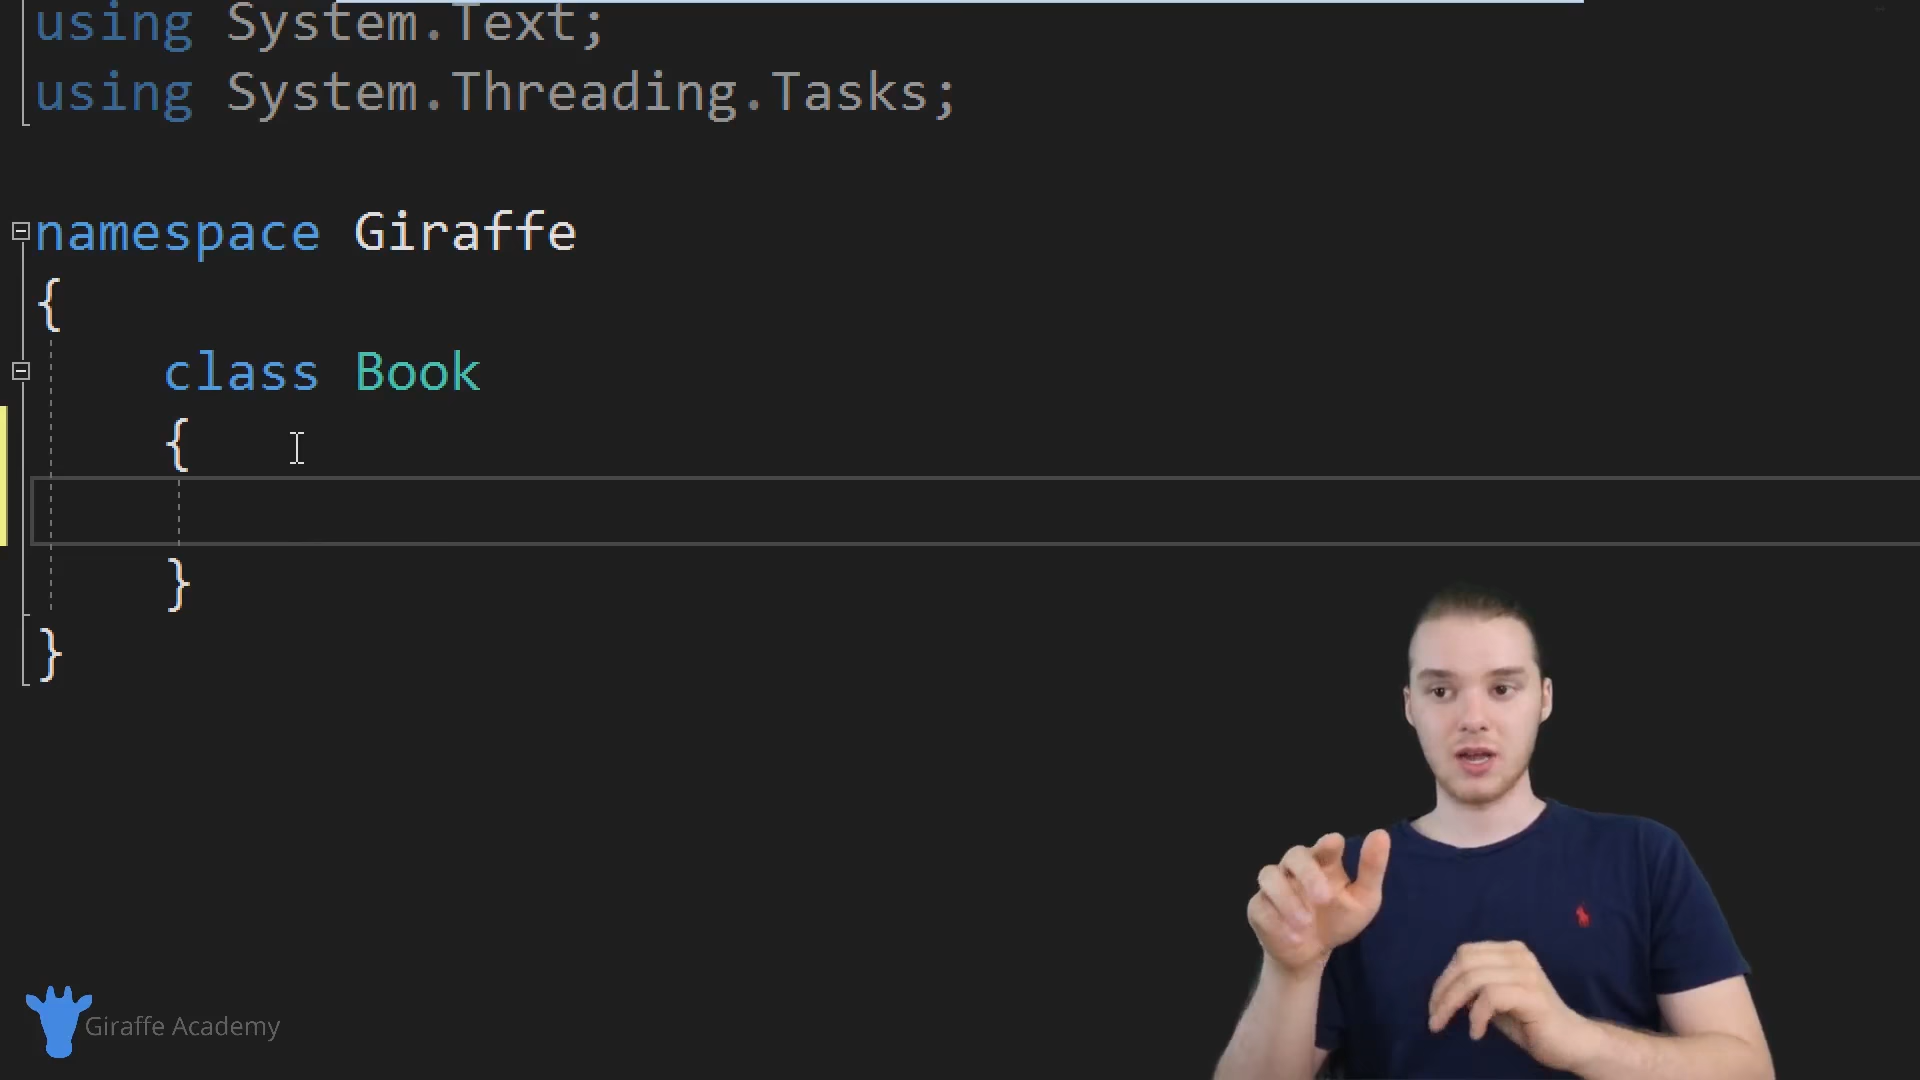 using System.Text;
using System.Threading.Tasks;
namespace Giraffe
{
class Book
{
}
}
Giraffe Academy